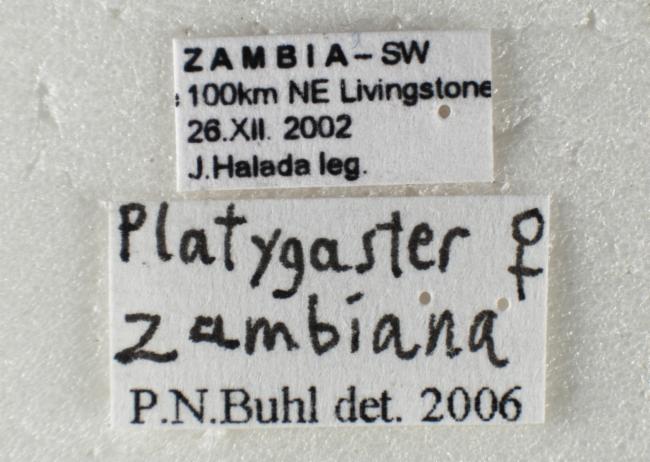 ZAMBIA – SW
100km NE Livingstone
26.XII. 2002
J.Halada leg.
Platygaster ♀
zambiana
P.N.Buhl det. 2006